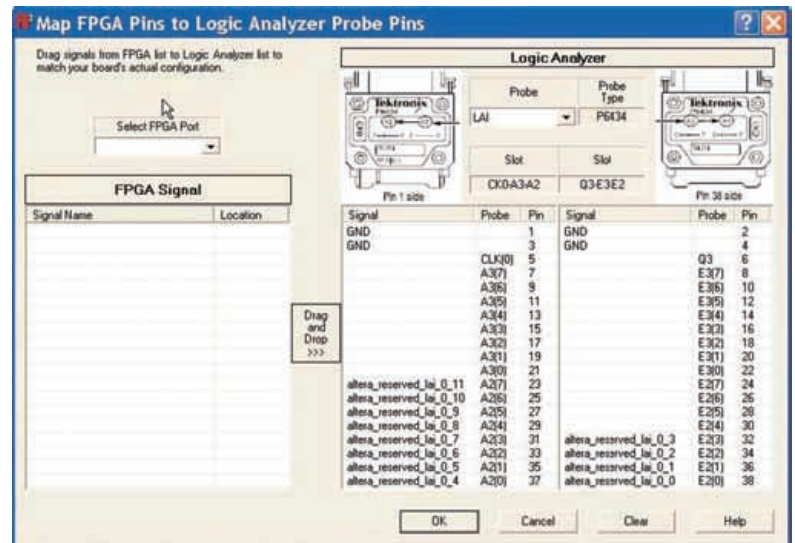 Map FPGA Pins to Logic Analyzer Probe Pins
Drag signals from FPGA list to Logic Analyzer list to
match your board's actual configuration.
Select FPGA Port
FPGA Signal
Signal Name Location
Drag
and
Drop
>>>
Logic Analyzer
Tektronix
Pin 1 side
Probe
LAI
Probe
Type
P6434
Slot
CK0-A3-A2
Slot
Q3-E3E2
Tektronix
Pin 38 side
Signal Probe Pin Signal Probe Pin
GND 1 GND 2
GND 3 GND 4
CLK(0) 5 Q3 6
A3(7) 7 E3(7) 8
A3(6) 9 E3(6) 10
A3(5) 11 E3(5) 12
A3(4) 13 E3(4) 14
A3(3) 15 E3(3) 16
A3(2) 17 E3(2) 18
A3(1) 19 E3(1) 20
A3(0) 21 E3(0) 22
altera_reserved_lai_0_11 A2(7) 23 E2(7) 24
altera_reserved_lai_0_10 A2(6) 25 E2(6) 26
altera_reserved_lai_0_9 A2(5) 27 E2(5) 28
altera_reserved_lai_0_8 A2(4) 29 E2(4) 30
altera_reserved_lai_0_7 A2(3) 31 altera_reserved_lai_0_3 E2(3) 32
altera_reserved_lai_0_6 A2(2) 33 altera_reserved_lai_0_2 E2(2) 34
altera_reserved_lai_0_5 A2(1) 35 altera_reserved_lai_0_1 E2(1) 36
altera_reserved_lai_0_4 A2(0) 37 altera_reserved_lai_0_0 E2(0) 38
OK Cancel Clear Help